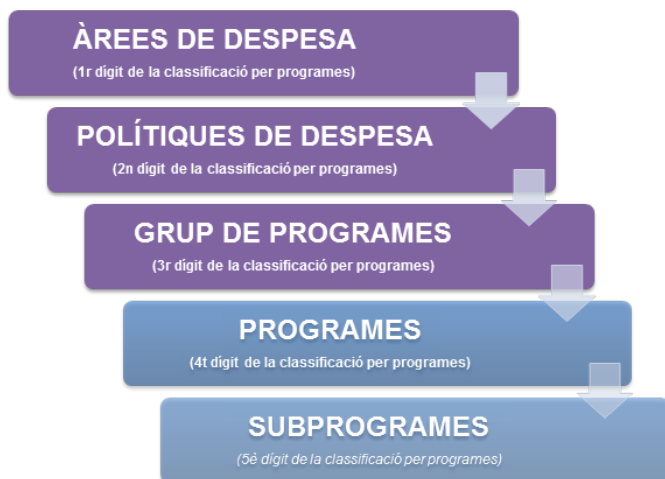 ÀREES DE DESPESA
(1r dígit de la classificació per programes)
POLÍTIQUES DE DESPESA
(2n dígit de la classificació per programes)
GRUP DE PROGRAMES
(3r dígit de la classificació per programes)
PROGRAMES
(4t dígit de la classificació per programes)
SUBPROGRAMES
(5è dígit de la classificació per programes)